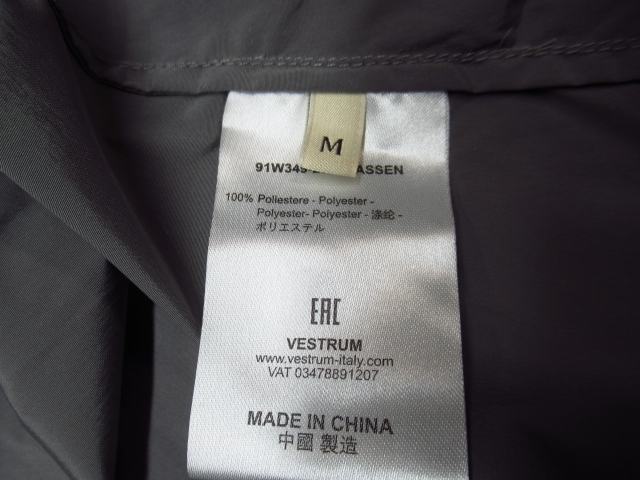 M
ASSEN
100% Poliestere - Polyester -
Polyester- Polyester - 涤纶 -
ポリエステル
EAC
VESTRUM
www.vestrum-italy.com
VAT 03478891207
MADE IN CHINA
中國 製造